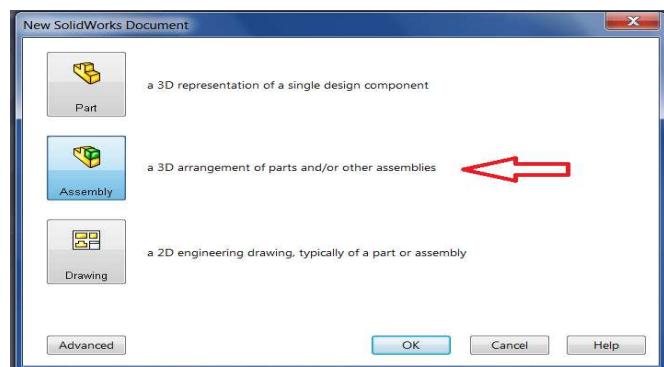 New SolidWorks Document
a 3D representation of a single design component
Part
a 3D arrangement of parts and/or other assemblies
Assembly
a 2D engineering drawing, typically of a part or assembly
Drawing
Advanced OK Cancel Help